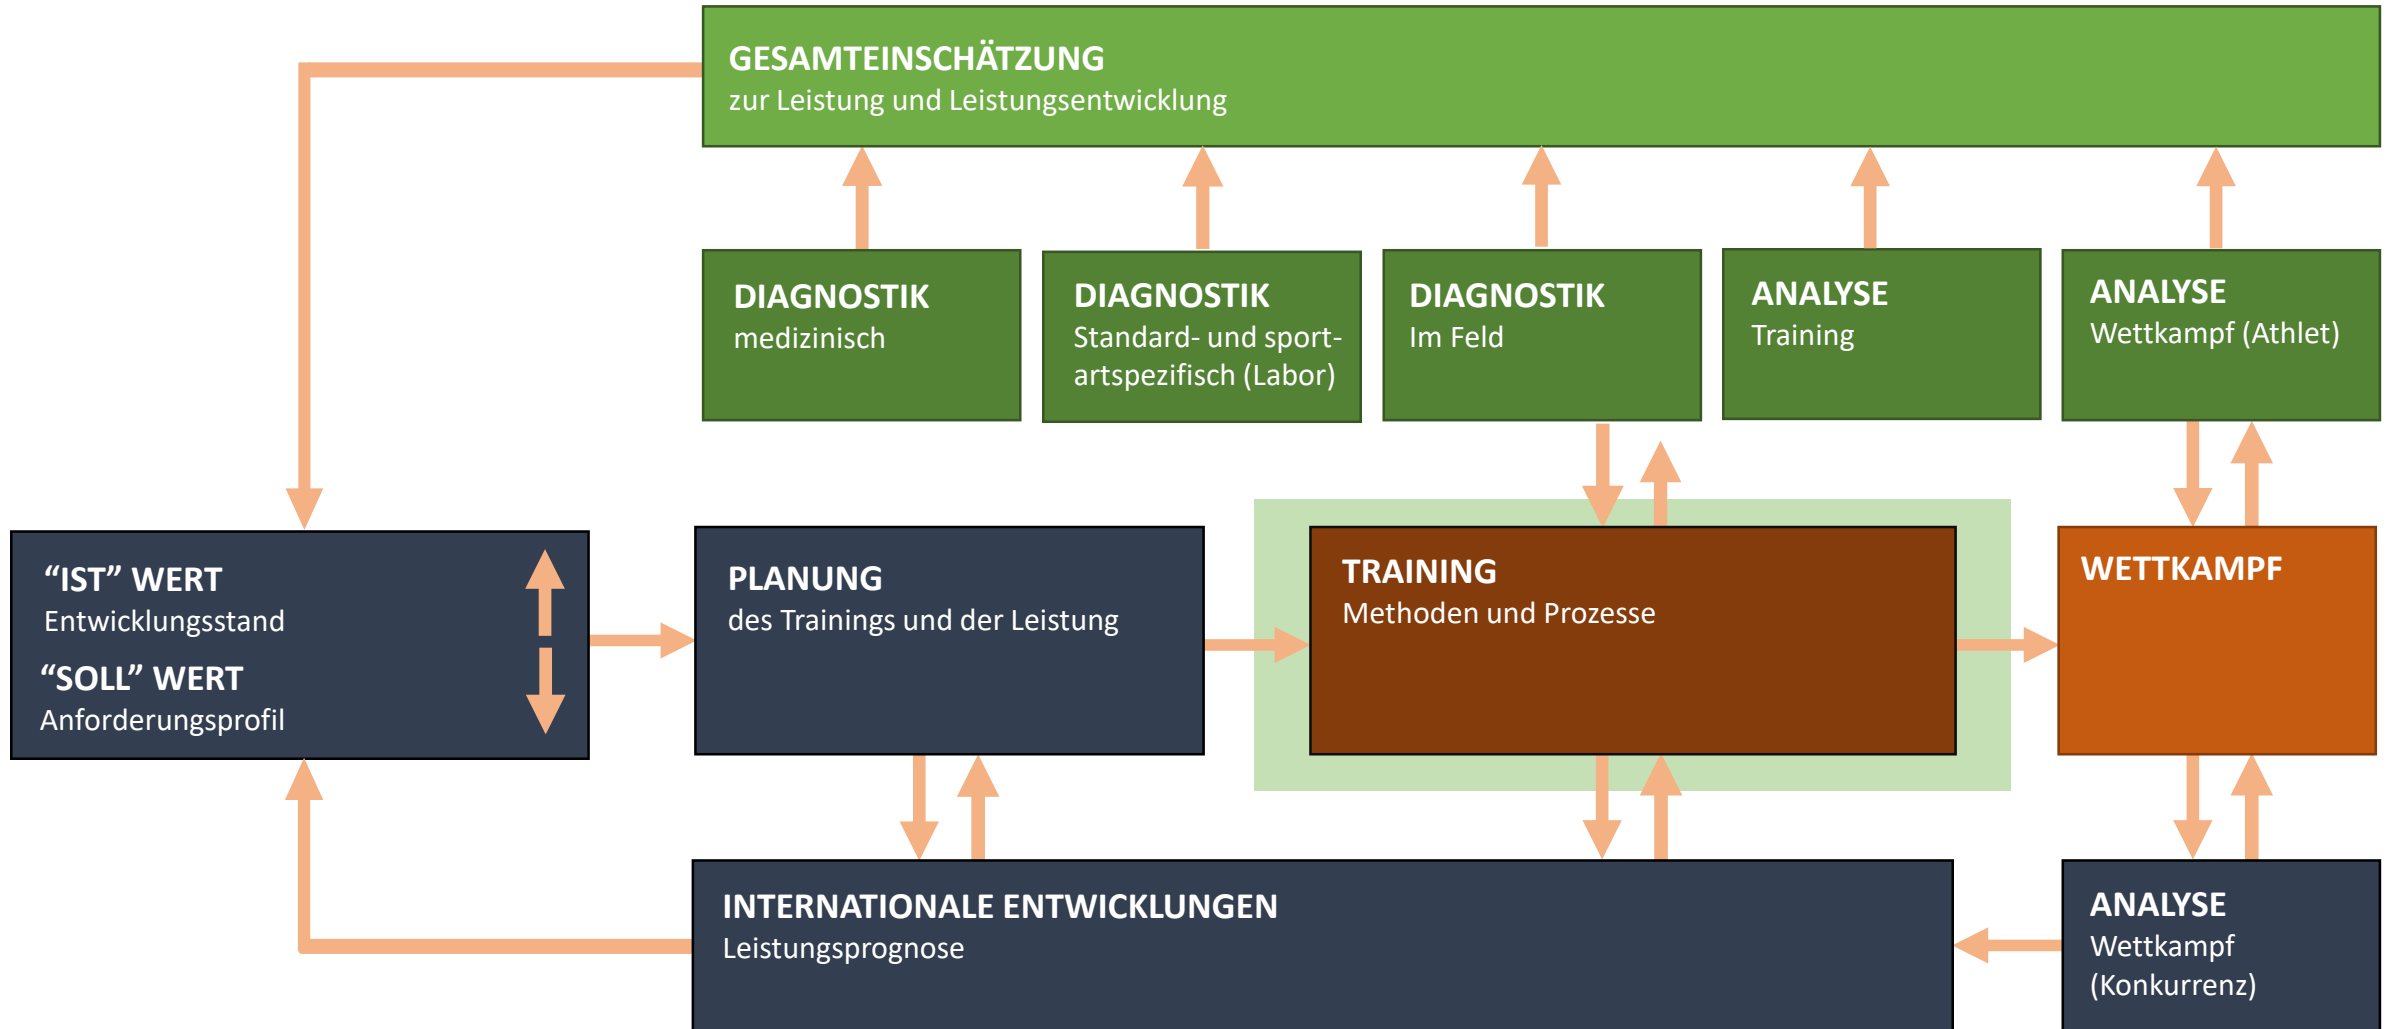 GESAMTEINSCHÄTZUNG
zur Leistung und Leistungsentwicklung
DIAGNOSTIK
medizinisch
DIAGNOSTIK
Standard- und sport-
artspezifisch (Labor)
DIAGNOSTIK
Im Feld
ANALYSE
Training
ANALYSE
Wettkampf (Athlet)
“IST” WERT
Entwicklungsstand
“SOLL” WERT
Anforderungsprofil
PLANUNG
des Trainings und der Leistung
TRAINING
Methoden und Prozesse
WETTKAMPF
INTERNATIONALE ENTWICKLUNGEN
Leistungsprognose
ANALYSE
Wettkampf
(Konkurrenz)